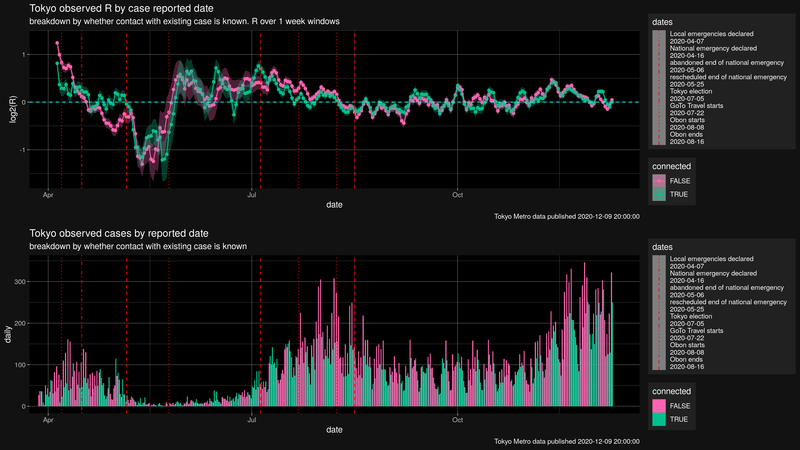 Tokyo observed R by case reported date
breakdown by whether contact with existing case is known. R over 1 week windows
log2(R)
1
0
-1
Apr
Jul
Oct
date
Tokyo Metro data published 2020-12-09 20:00:00
dates
Local emergencies declared
2020-04-07
National emergency declared
2020-04-16
abandoned end of national emergency
2020-05-06
rescheduled end of national emergency
2020-05-25
Tokyo election
2020-07-05
GoTo Travel starts
2020-07-22
Obon starts
2020-08-08
Obon ends
2020-08-16
connected
FALSE
TRUE
Tokyo observed cases by reported date
breakdown by whether contact with existing case is known
daily
300
200
100
0
Apr
Jul
Oct
date
Tokyo Metro data published 2020-12-09 20:00:00
dates
Local emergencies declared
2020-04-07
National emergency declared
2020-04-16
abandoned end of national emergency
2020-05-06
rescheduled end of national emergency
2020-05-25
Tokyo election
2020-07-05
GoTo Travel starts
2020-07-22
Obon starts
2020-08-08
Obon ends
2020-08-16
connected
FALSE
TRUE